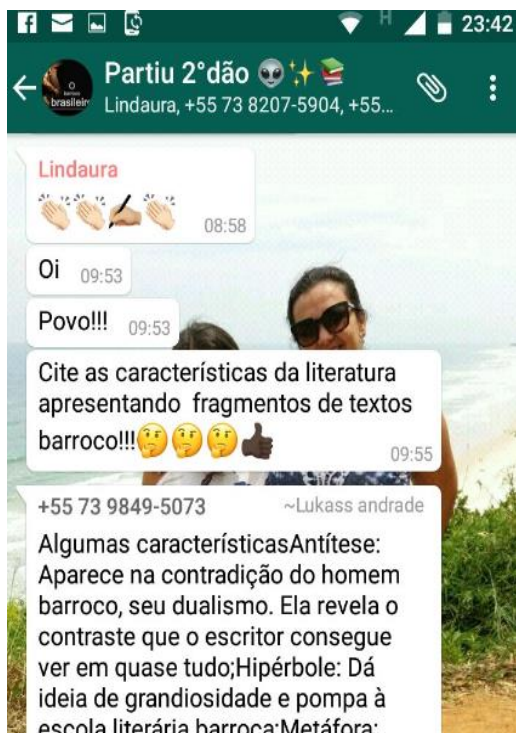 H 23:42
Partiu 2°dão 👽✨📚
Lindaura, +55 73 8207-5904, +55...
O
brasileir
Lindaura
👏🏻👏🏻✍🏼👏🏻 08:58
Oi 09:53
Povo!!! 09:53
Cite as características da literatura
apresentando fragmentos de textos
barroco!!!🤔🤔🤔👍🏿 09:55
+55 73 9849-5073 ~Lukass andrade
Algumas característicasAntítese:
Aparece na contradição do homem
barroco, seu dualismo. Ela revela o
contraste que o escritor consegue
ver em quase tudo;Hipérbole: Dá
ideia de grandiosidade e pompa à
escola literária barroca;Metáfora: